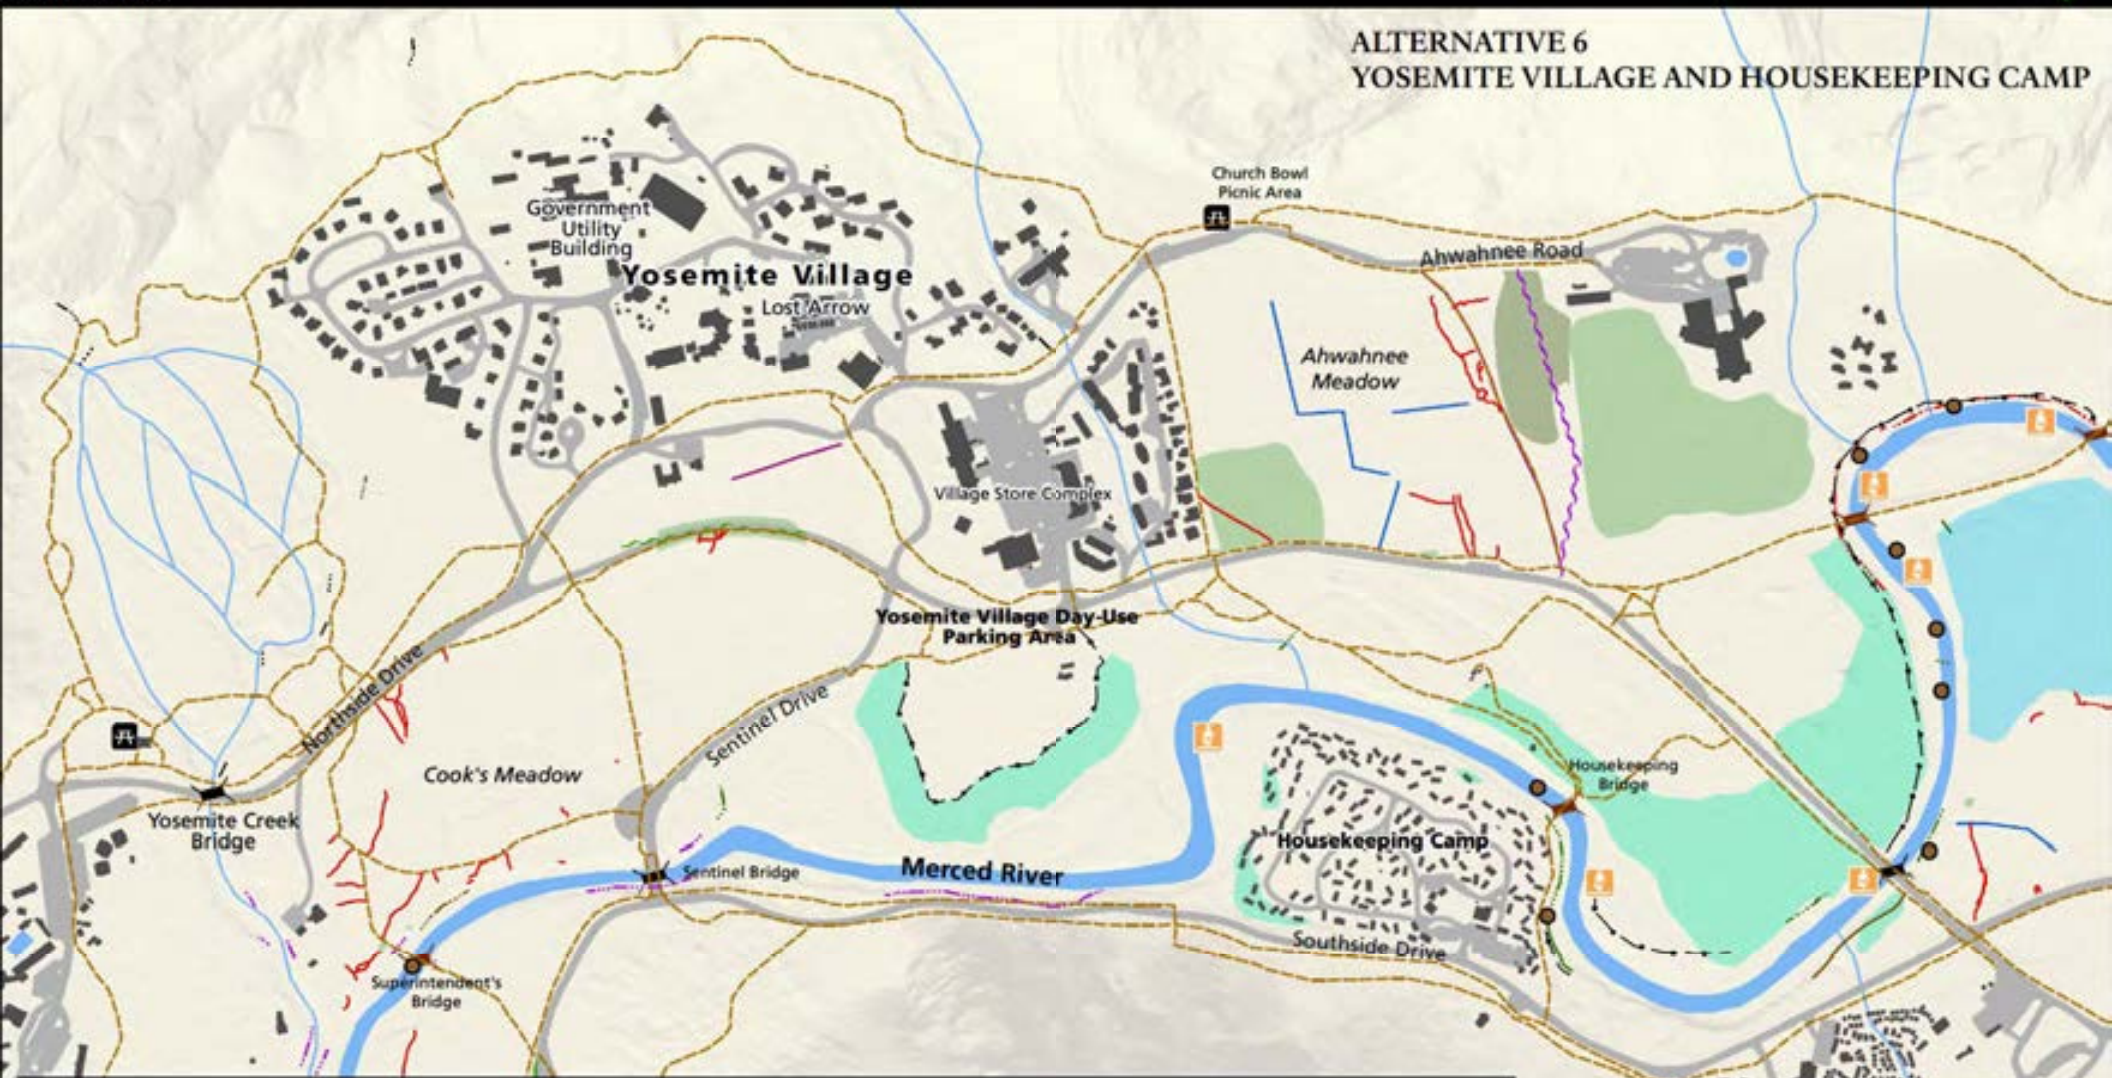 ALTERNATIVE 6
YOSEMITE VILLAGE AND HOUSEKEEPING CAMP
Church Bowl
Picnic Area
Government
Utility
Building
Yosemite Village
Lost Arrow
Ahwahnee Road
Ahwahnee
Meadow
Village Store Complex
Yosemite Village Day-Use
Parking Area
Northside Drive
Sentinel Drive
Cook's Meadow
Housekeeping
Bridge
Yosemite Creek
Bridge
Housekeeping Camp
Sentinel Bridge
Merced River
Southside Drive
Superintendent's
Bridge